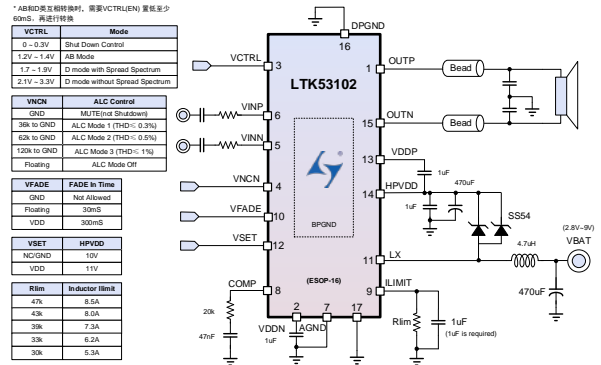 * AB和D类互相转换时，需要VCTRL(EN) 置低至少
60mS，再进行转换
VCTRL Mode
0 ~ 0.3V Shut Down Control
1.2V ~ 1.4V AB Mode
1.7 ~ 1.9V D mode with Spread Spectrum
2.1V ~ 3.3V D mode without Spread Spectrum
VNCN ALC Control
GND MUTE(not Shutdown)
36k to GND ALC Mode 1 (THD≤ 0.3%)
62k to GND ALC Mode 2 (THD≤ 0.5%)
120k to GND ALC Mode 3 (THD≤ 1%)
Floating ALC Mode Off
VFADE FADE In Time
GND Not Allowed
Floating 30mS
VDD 300mS
VSET HPVDD
NC/GND 10V
VDD 11V
Rlim Inductor Ilimit
47k 8.5A
43k 8.0A
39k 7.3A
33k 6.2A
30k 5.3A
DPGND
16
LTK53102
VCTRL
3
VINP
6
VINN
5
VNCN
4
VFADE
10
VSET
12
COMP
8
20k
47nF
BPGND
(ESOP-16)
2
7
17
VDDN
1uF
AGND
OUTP
1
Bead
OUTN
15
Bead
VDDP
13
1uF
HPVDD
14
1uF
470uF
SS54
LX
11
4.7uH
(2.8V~9V)
VBAT
470uF
ILIMIT
9
Rlim
1uF
(1uF is required)